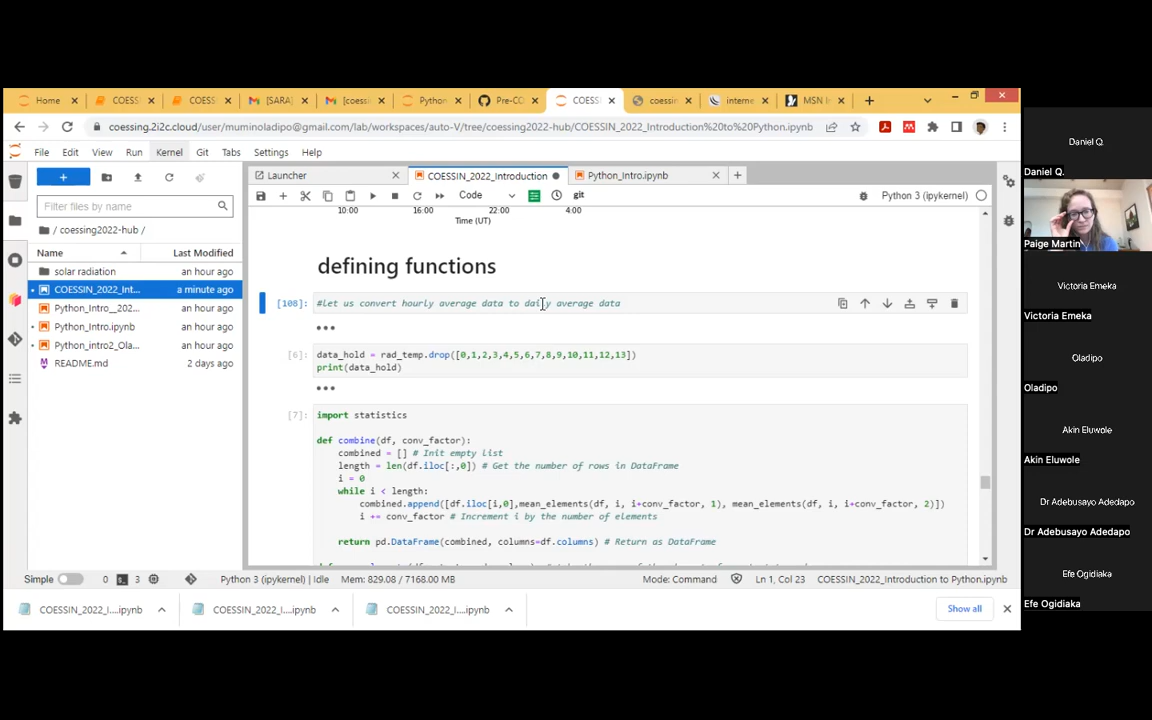 Home
COESS
COESS
[SARA]
[coessi
Python
Pre-CC
COESS
coessin
interne
MSN I
coessing.2i2c.cloud/user/muminoladipo@gmail.com/lab/workspaces/auto-V/tree/coessing2022-hub/COESSIN_2022_Introduction%20to%20Python.ipynb
File Edit View Run Kernel Git Tabs Settings Help
Launcher
COESSIN_2022_Introduction
Python_Intro.ipynb
Code
git
Python 3 (ipykernel)
Filter files by name
/ coessing2022-hub /
Name
Last Modified
solar radiation an hour ago
COESSIN_2022_Int... a minute ago
Python_Intro__202... an hour ago
Python_Intro.ipynb an hour ago
Python_intro2_Ola... an hour ago
README.md 2 days ago
10:00 16:00 22:00 4:00
Time (UT)
defining functions
[108]: #let us convert hourly average data to daily average data
[6]: data_hold = rad_temp.drop([0,1,2,3,4,5,6,7,8,9,10,11,12,13])
print(data_hold)
[7]: import statistics
def combine(df, conv_factor):
combined = [] # Init empty list
length = len(df.iloc[:,0]) # Get the number of rows in DataFrame
i = 0
while i < length:
combined.append([df.iloc[i,0],mean_elements(df, i, i+conv_factor, 1), mean_elements(df, i, i+conv_factor, 2)])
i += conv_factor # Increment i by the number of elements
return pd.DataFrame(combined, columns=df.columns) # Return as DataFrame
Simple 0 3 Python 3 (ipykernel) | Idle Mem: 829.08 / 7168.00 MB Mode: Command Ln 1, Col 23 COESSIN_2022_Introduction to Python.ipynb
COESSIN_2022_I....ipynb
COESSIN_2022_I....ipynb
COESSIN_2022_I....ipynb
Show all
Daniel Q.
Daniel Q.
Paige Martin
Victoria Emeka
Victoria Emeka
Oladipo
Oladipo
Akin Eluwole
Akin Eluwole
Dr Adebusayo Adedapo
Dr Adebusayo Adedapo
Efe Ogidiaka
Efe Ogidiaka